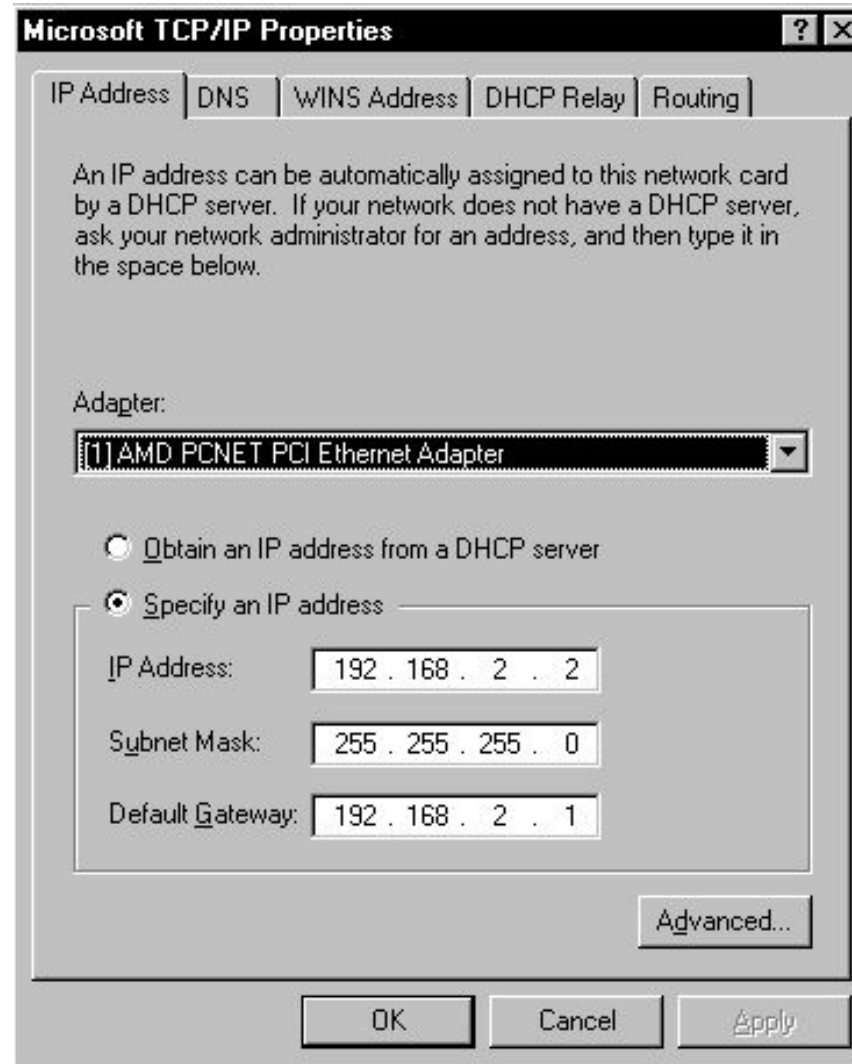 Microsoft TCP/IP Properties
IP Address DNS WINS Address DHCP Relay Routing
An IP address can be automatically assigned to this network card
by a DHCP server.  If your network does not have a DHCP server,
ask your network administrator for an address, and then type it in
the space below.
Adapter:
[1] AMD PCNET PCI Ethernet Adapter
Obtain an IP address from a DHCP server
Specify an IP address
IP Address: 192 . 168 . 2 . 2
Subnet Mask: 255 . 255 . 255 . 0
Default Gateway: 192 . 168 . 2 . 1
Advanced...
OK Cancel Apply